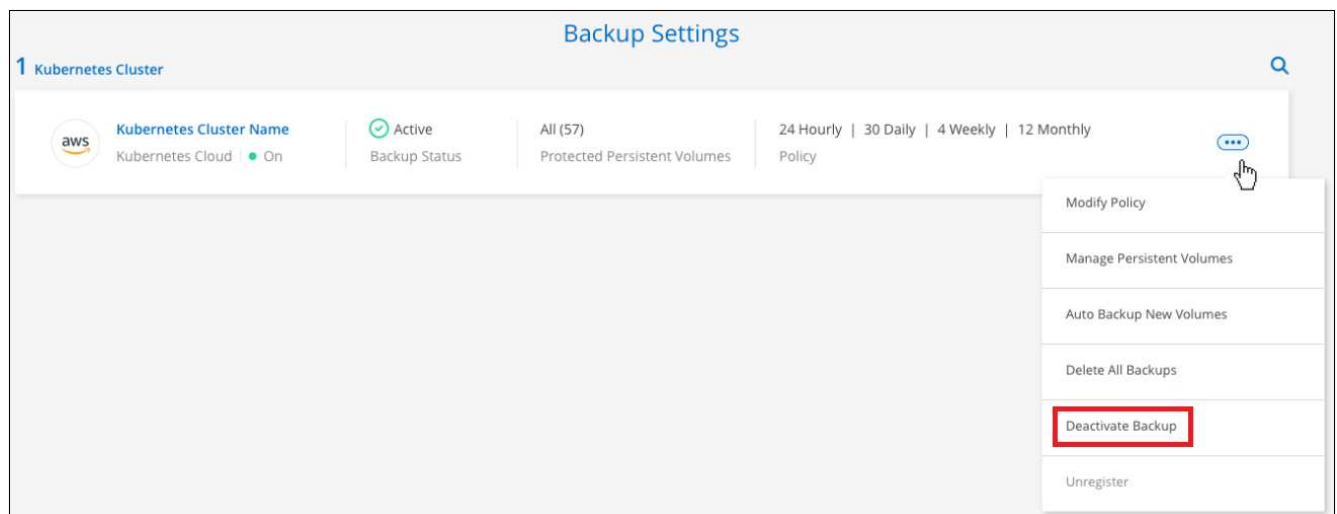 Backup Settings
1 Kubernetes Cluster
aws
Kubernetes Cluster Name
Active
All (57)
24 Hourly | 30 Daily | 4 Weekly | 12 Monthly
Kubernetes Cloud
On
Backup Status
Protected Persistent Volumes
Policy
Modify Policy
Manage Persistent Volumes
Auto Backup New Volumes
Delete All Backups
Deactivate Backup
Unregister